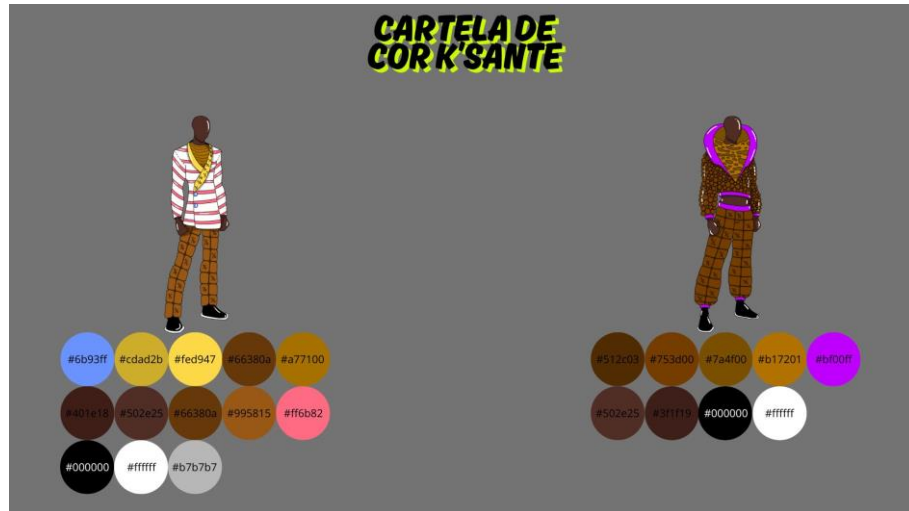 CARTELA DE
COR K'SANTE
#6b93ff #cdad2b #fed947 #66380a #a77100
#401e18 #502e25 #66380a #995815 #ff6b82
#000000 #ffffff #b7b7b7
#512c03 #753d00 #7a4f00 #b17201 #bf00ff
#502e25 #3f1f19 #000000 #ffffff